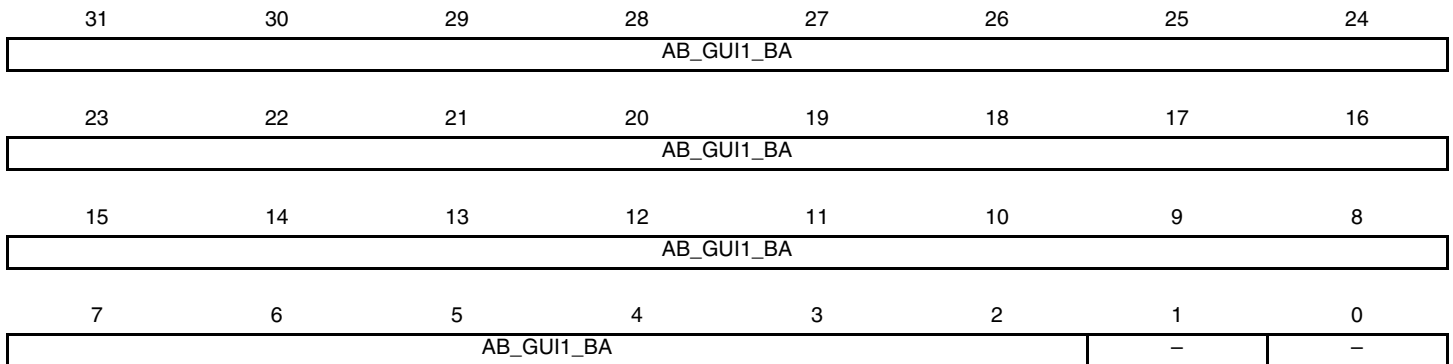 31 30 29 28 27 26 25 24
AB_GUI1_BA
23 22 21 20 19 18 17 16
AB_GUI1_BA
15 14 13 12 11 10 9 8
AB_GUI1_BA
7 6 5 4 3 2 1 0
AB_GUI1_BA – –